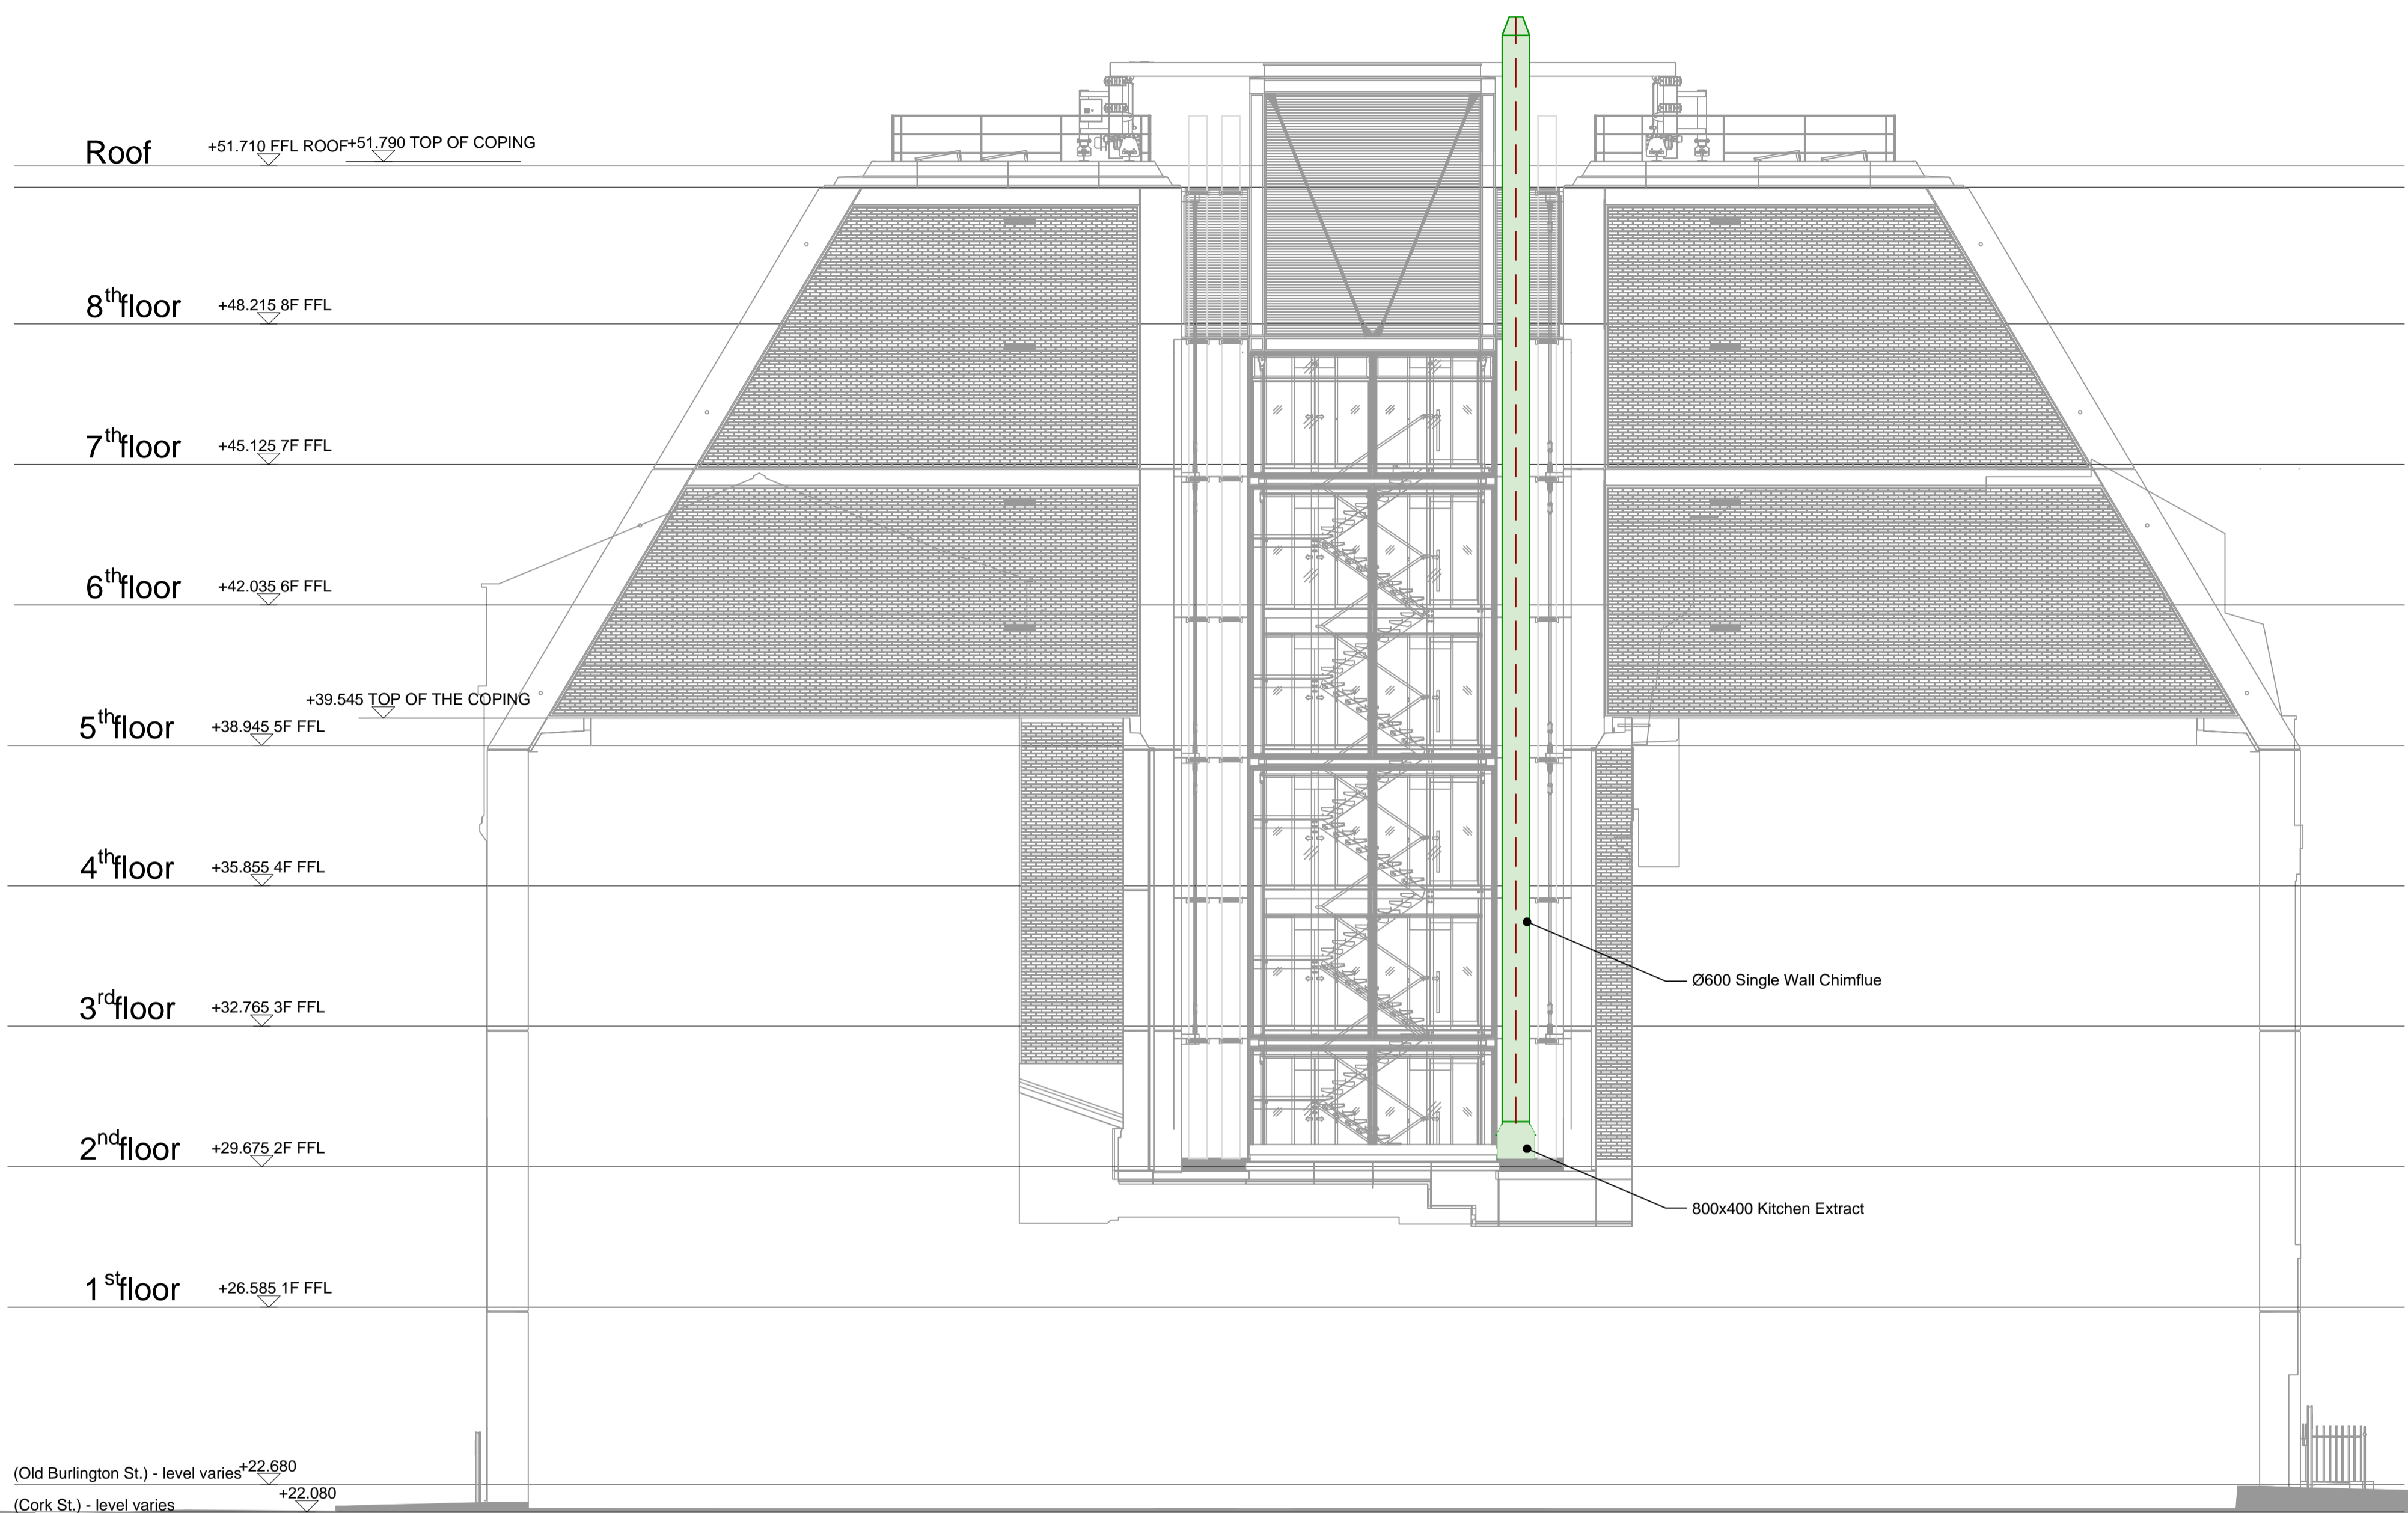 Roof +51.710 FFL ROOF +51.790 TOP OF COPING
8th floor +48.215 8F FFL
7th floor +45.125 7F FFL
6th floor +42.035 6F FFL
+39.545 TOP OF THE COPING
5th floor +38.945 5F FFL
4th floor +35.855 4F FFL
Ø600 Single Wall Chimflue
3rd floor +32.765 3F FFL
2nd floor +29.675 2F FFL
800x400 Kitchen Extract
1st floor +26.585 1F FFL
(Old Burlington St.) - level varies +22.680
(Cork St.) - level varies +22.080